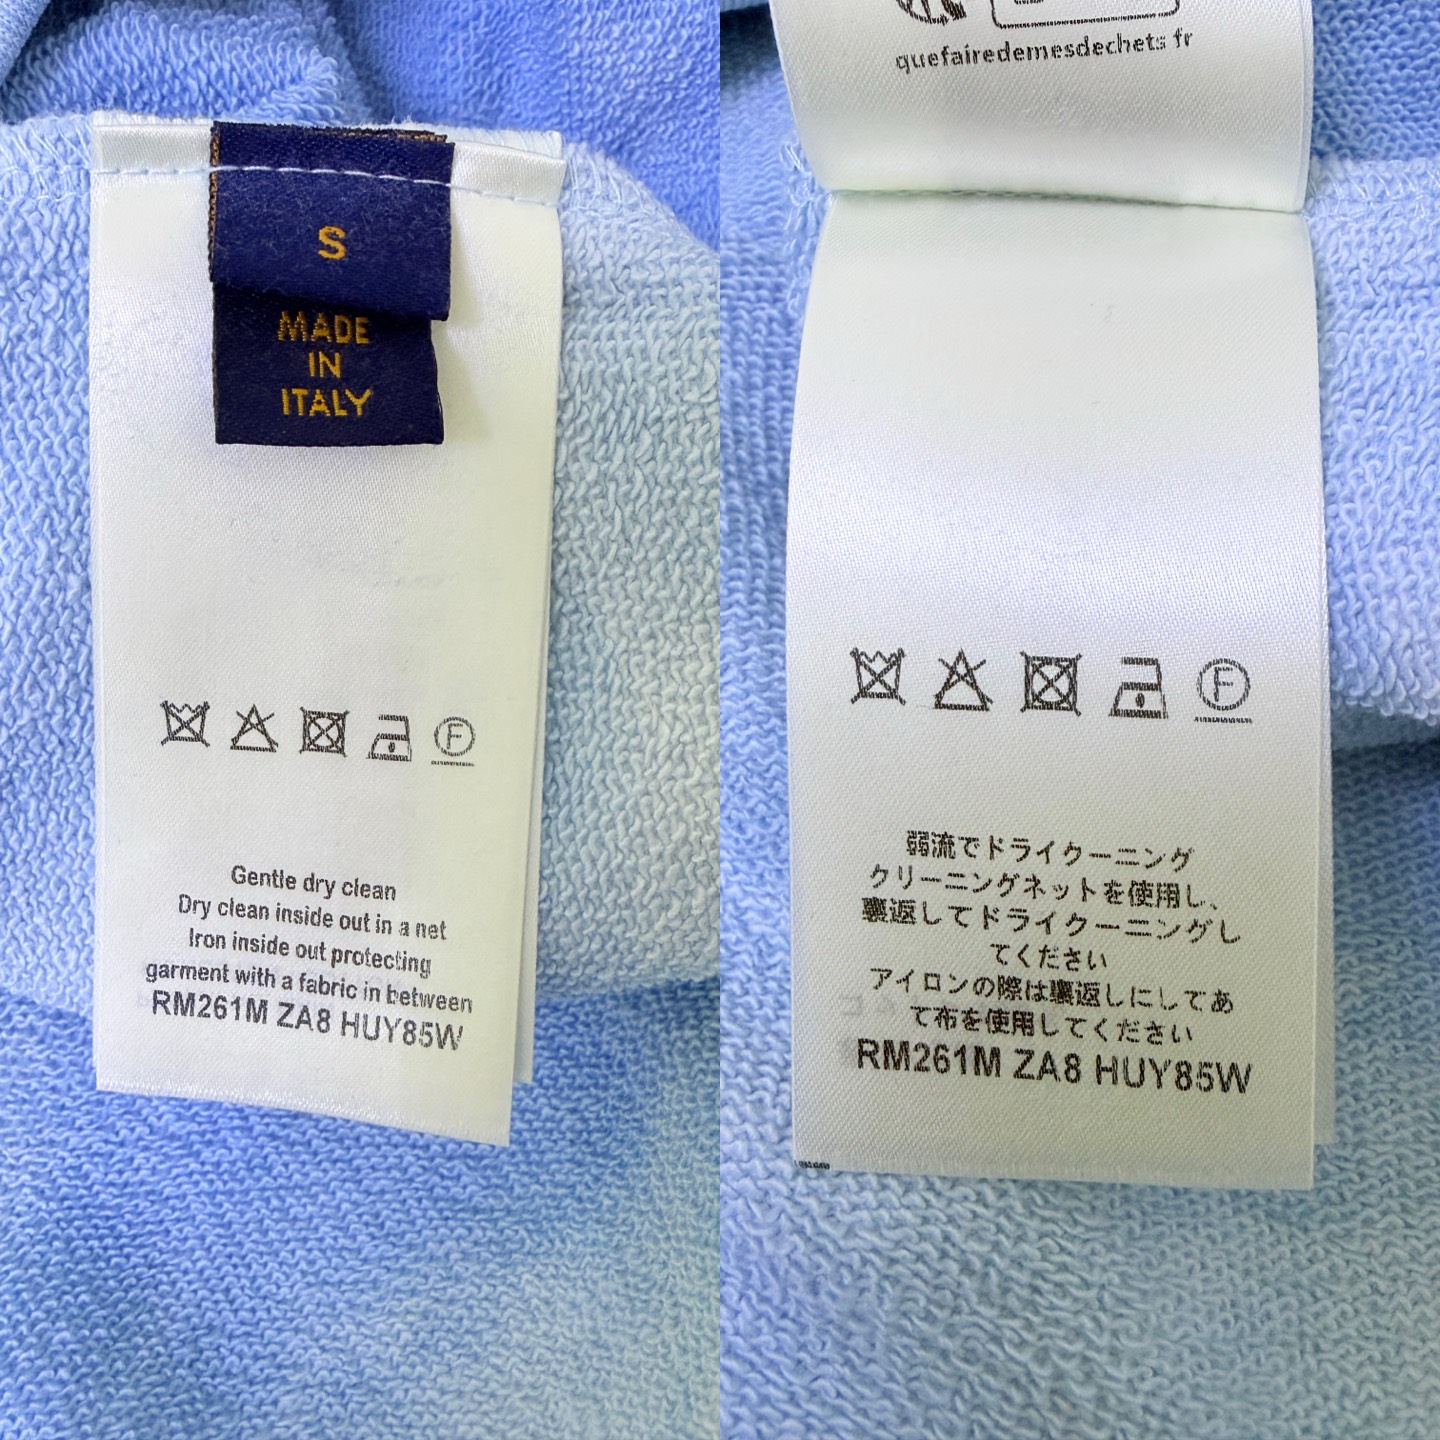 S
MADE
IN
ITALY
F
Gentle dry clean
Dry clean inside out in a net
Iron inside out protecting
garment with a fabric in between
RM261M ZA8 HUY85W
quefairedemesdechets fr
F
弱流でドライクーニング
クリーニングネットを使用し、
裏返してドライクーニングし
てください
アイロンの際は裏返しにしてあ
て布を使用してください
RM261M ZA8 HUY85W